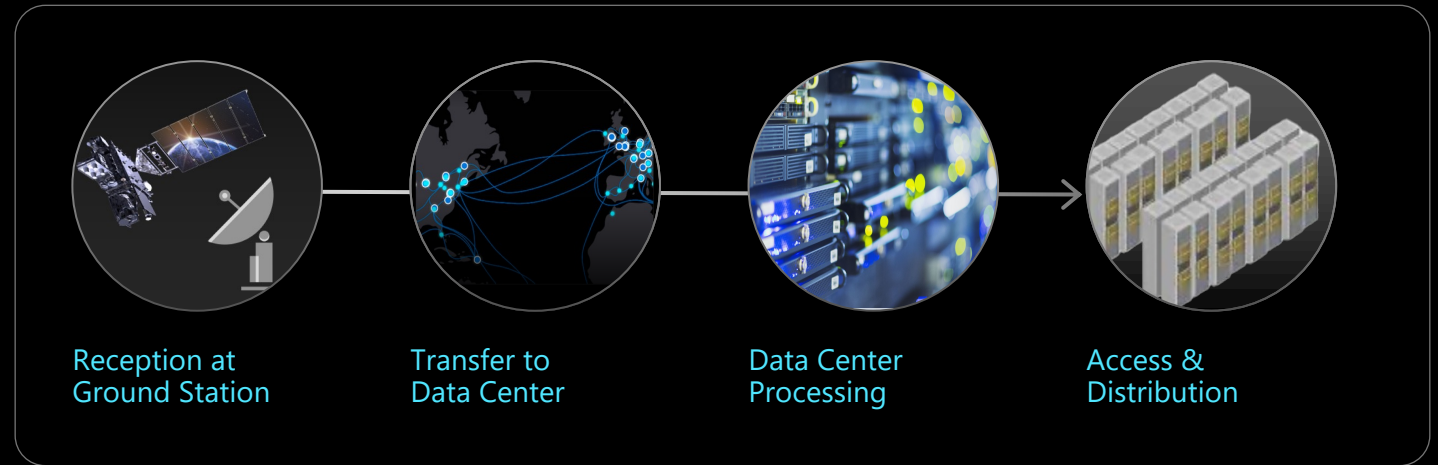 Reception at
Ground Station
Transfer to
Data Center
Data Center
Processing
Access &
Distribution